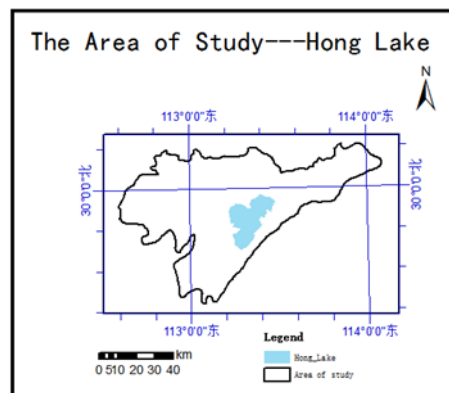 The Area of Study---Hong Lake
N
113°0'0"东
114°0'0"东
30°0'0"北
30°0'0"北
113°0'0"东
114°0'0"东
Legend
Hong_Lake
Area of study
km
0 5 10 20 30 40